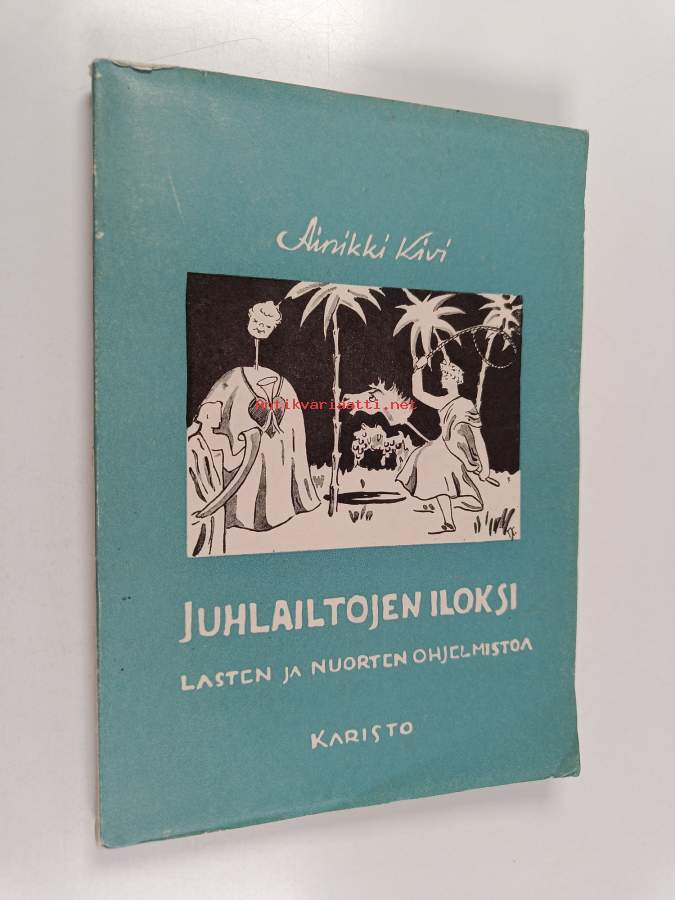 Ainikki Kivi
Antikvariaatti.net
JUHLAILTOJEN ILOKSI
LASTEN JA NUORTEN OHJELMISTOA
KARISTO